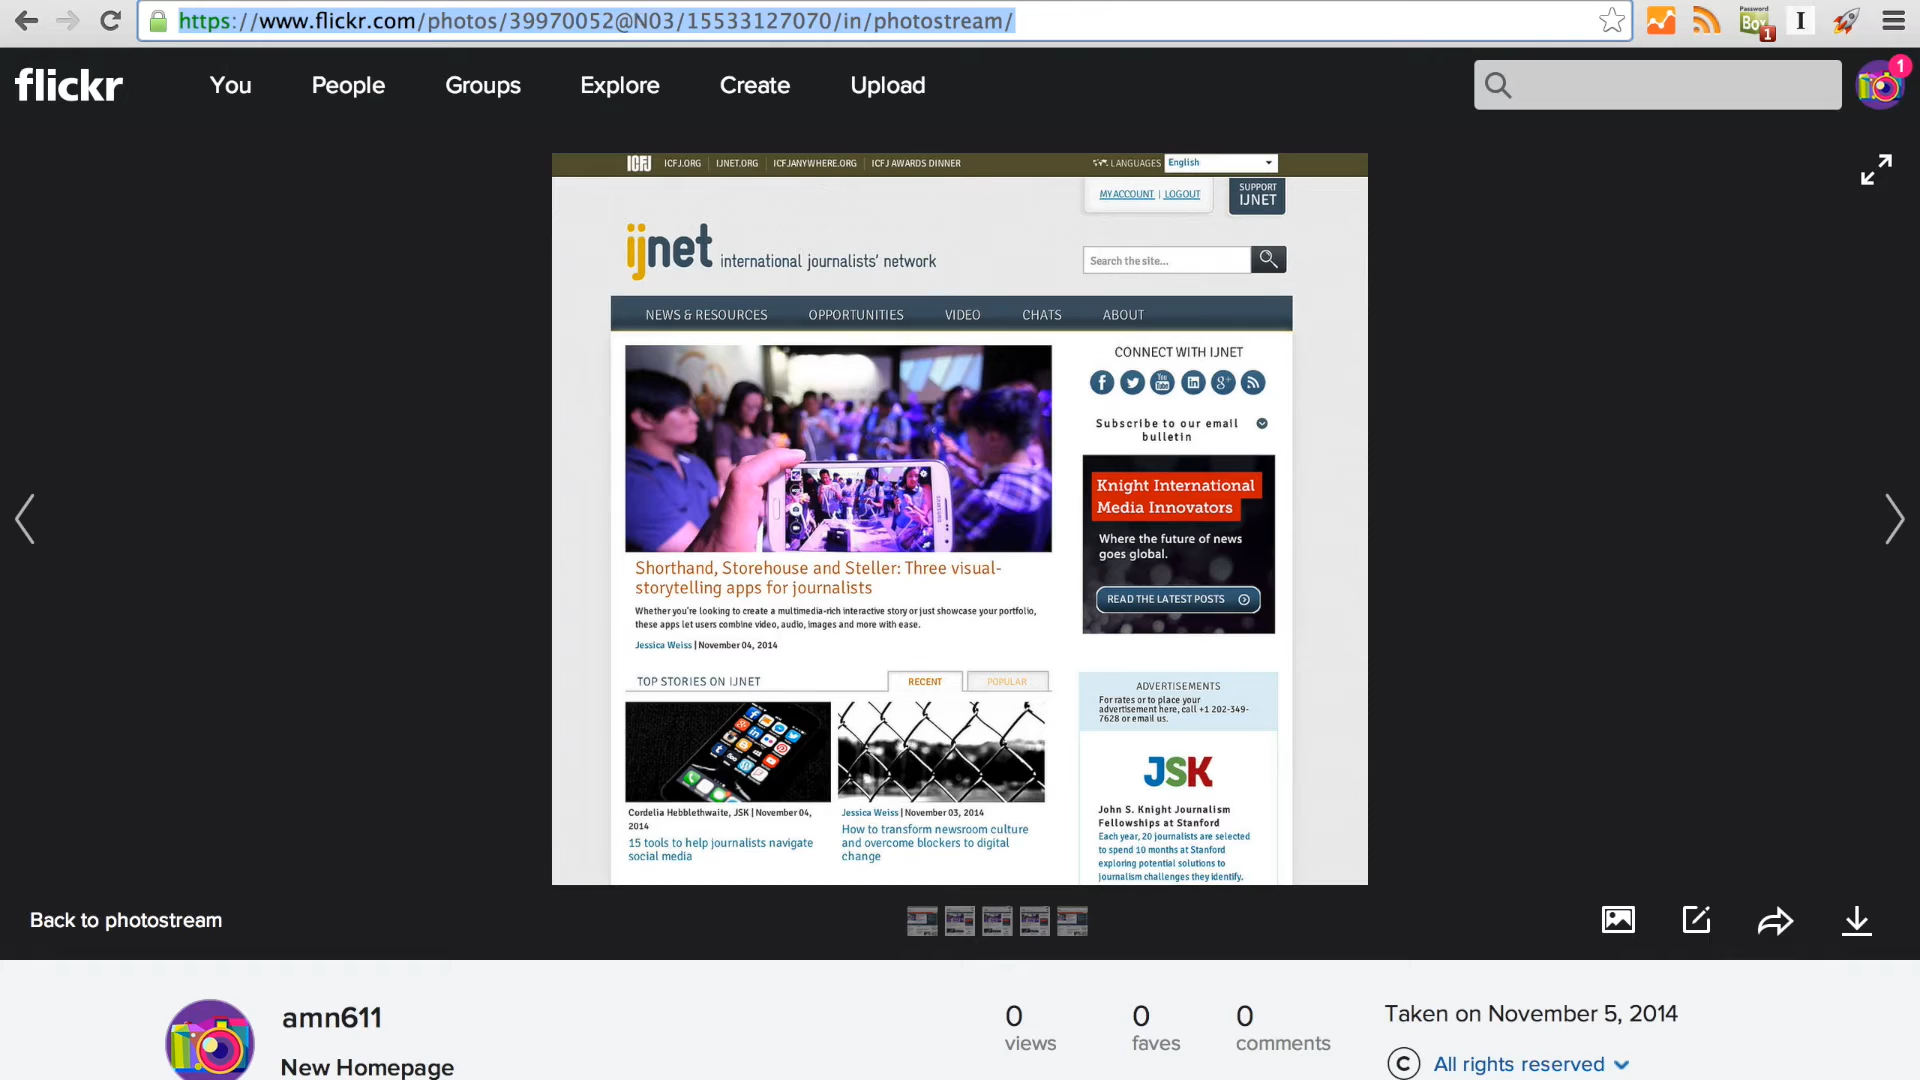 https://www.flickr.com/photos/39970052@N03/15533127070/in/photostream/
Password
Box
1
I
flickr
You
People
Groups
Explore
Create
Upload
1
ICFJ
ICFJ.ORG
IJNET.ORG
ICFJANYWHERE.ORG
ICFJ AWARDS DINNER
LANGUAGES
English
MY ACCOUNT | LOGOUT
SUPPORT
IJNET
ijnet international journalists' network
Search the site...
NEWS & RESOURCES
OPPORTUNITIES
VIDEO
CHATS
ABOUT
CONNECT WITH IJNET
Subscribe to our email
bulletin
Knight International
Media Innovators
Where the future of news
goes global.
READ THE LATEST POSTS
Shorthand, Storehouse and Steller: Three visual-
storytelling apps for journalists
Whether you're looking to create a multimedia-rich interactive story or just showcase your portfolio,
these apps let users combine video, audio, images and more with ease.
Jessica Weiss | November 04, 2014
TOP STORIES ON IJNET
RECENT
POPULAR
Cordelia Hebblethwaite, JSK | November 04,
2014
15 tools to help journalists navigate
social media
Jessica Weiss | November 03, 2014
How to transform newsroom culture
and overcome blockers to digital
change
ADVERTISEMENTS
For rates or to place your
advertisement here, call +1 202-349-
7628 or email us.
JSK
John S. Knight Journalism
Fellowships at Stanford
Each year, 20 journalists are selected
to spend 10 months at Stanford
exploring potential solutions to
journalism challenges they identify.
Back to photostream
amn611
New Homepage
0
views
0
faves
0
comments
Taken on November 5, 2014
All rights reserved